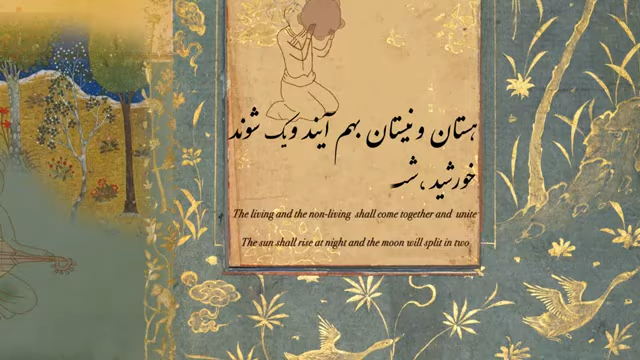 هستان و نیستان بهم آیند و یک شوند
خورشید ، شب
The living and the non-living shall come together and unite
The sun shall rise at night and the moon will split in two